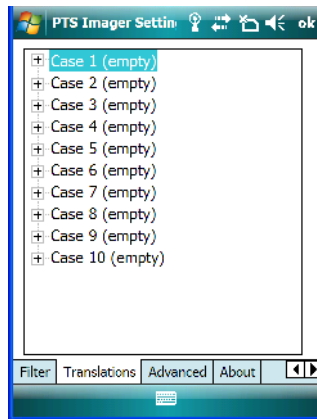 PTS Imager Settin ok
Case 1 (empty)
Case 2 (empty)
Case 3 (empty)
Case 4 (empty)
Case 5 (empty)
Case 6 (empty)
Case 7 (empty)
Case 8 (empty)
Case 9 (empty)
Case 10 (empty)
Filter Translations Advanced About